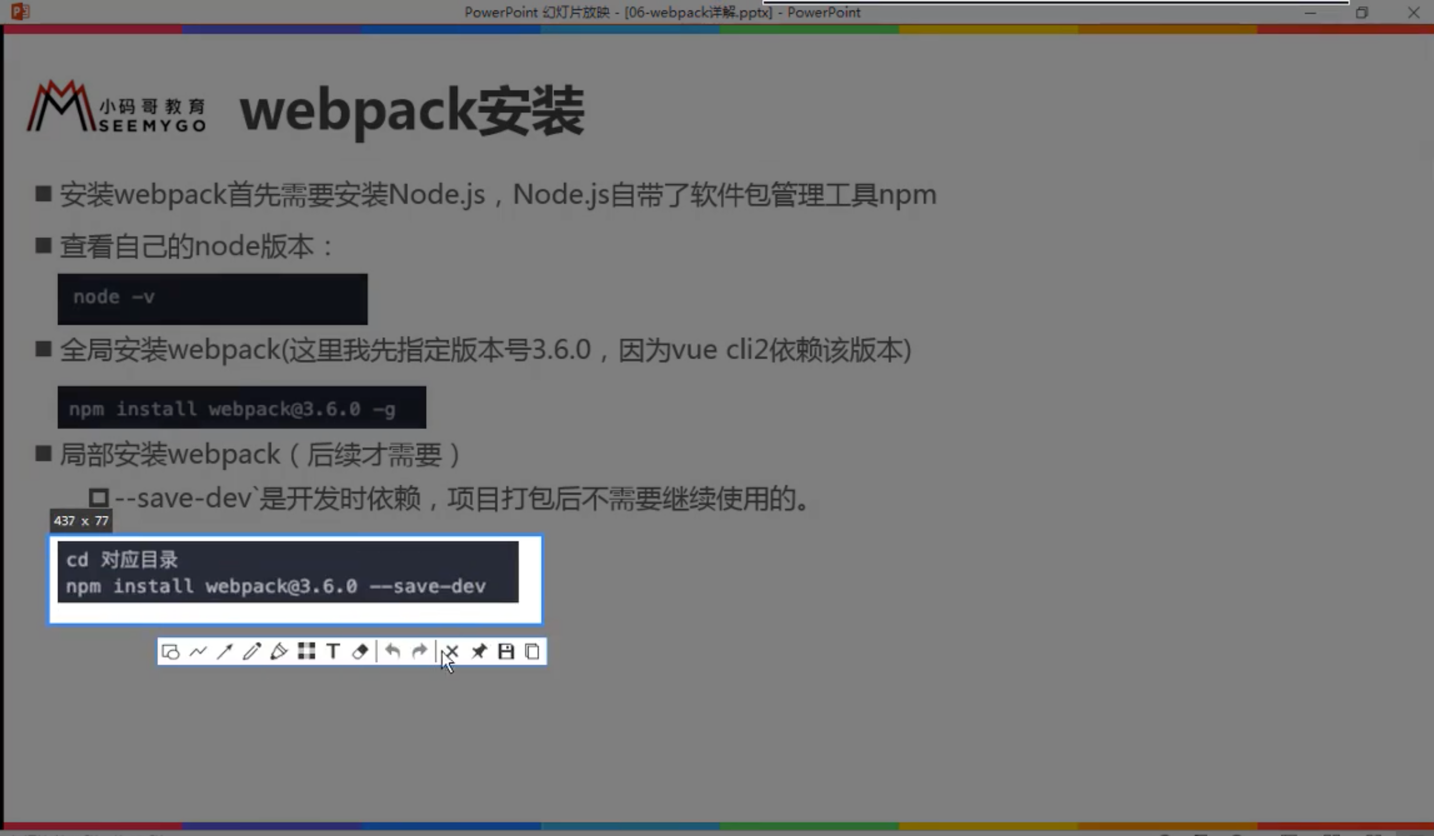 PowerPoint 幻灯片放映 - [06-webpack详解.pptx] - PowerPoint
小码哥教育
SEEMYGO
webpack安装
安装webpack首先需要安装Node.js，Node.js自带了软件包管理工具npm
查看自己的node版本：
node -v
全局安装webpack(这里我先指定版本号3.6.0，因为vue cli2依赖该版本)
npm install webpack@3.6.0 -g
局部安装webpack（后续才需要）
--save-dev`是开发时依赖，项目打包后不需要继续使用的。
437 x 77
cd 对应目录
npm install webpack@3.6.0 --save-dev